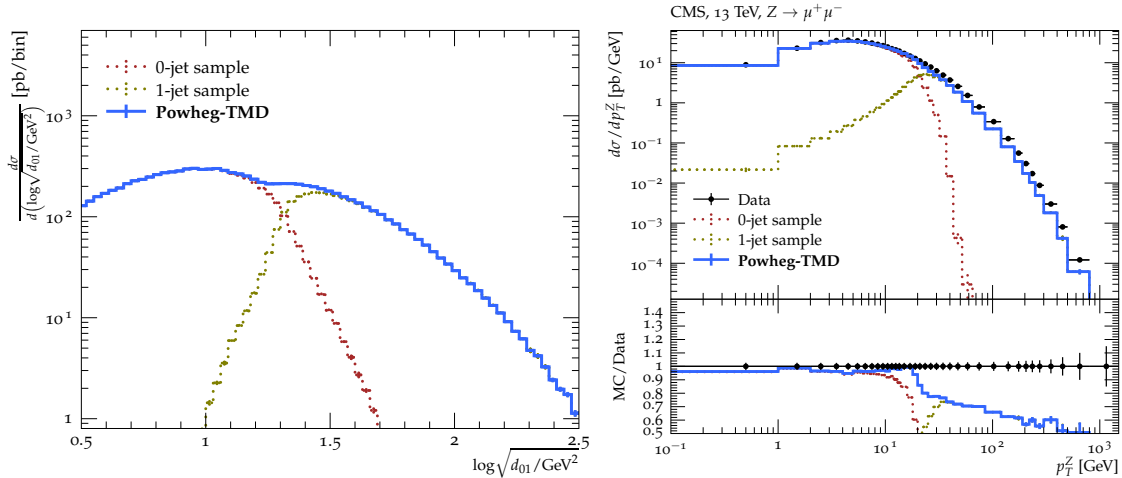 dσ / d(log√d₀₁/GeV²) [pb/bin]
0-jet sample
1-jet sample
Powheg-TMD
10³
10²
10¹
1
0.5 1 1.5 2 2.5
log√d₀₁/GeV²
CMS, 13 TeV, Z → μ⁺μ⁻
dσ/dp_T^Z [pb/GeV]
10¹
1
10⁻¹
10⁻²
10⁻³
10⁻⁴
Data
0-jet sample
1-jet sample
Powheg-TMD
MC/Data
1.4
1.3
1.2
1.1
1
0.9
0.8
0.7
0.6
0.5
10⁻¹ 1 10¹ 10² 10³
p_T^Z [GeV]